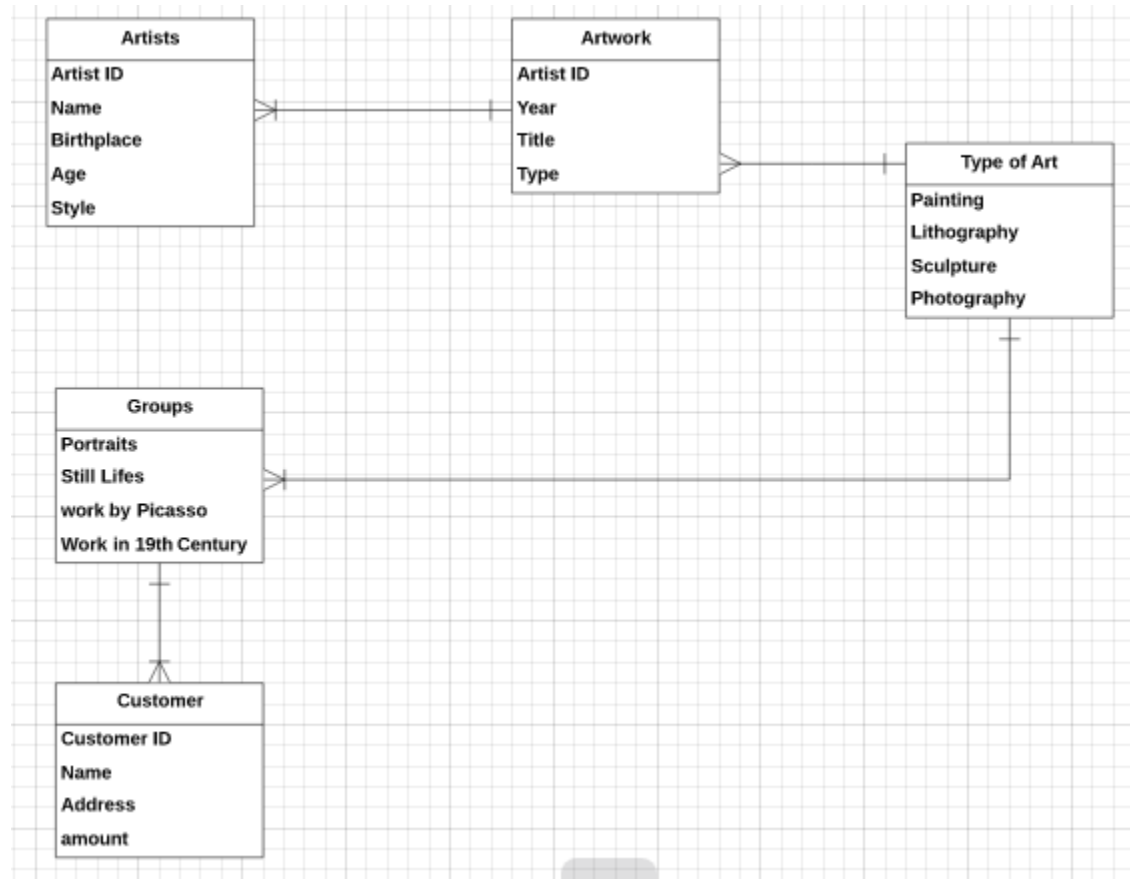 Artists
Artist ID
Name
Birthplace
Age
Style
Artwork
Artist ID
Year
Title
Type
Type of Art
Painting
Lithography
Sculpture
Photography
Groups
Portraits
Still Lifes
work by Picasso
Work in 19th Century
Customer
Customer ID
Name
Address
amount